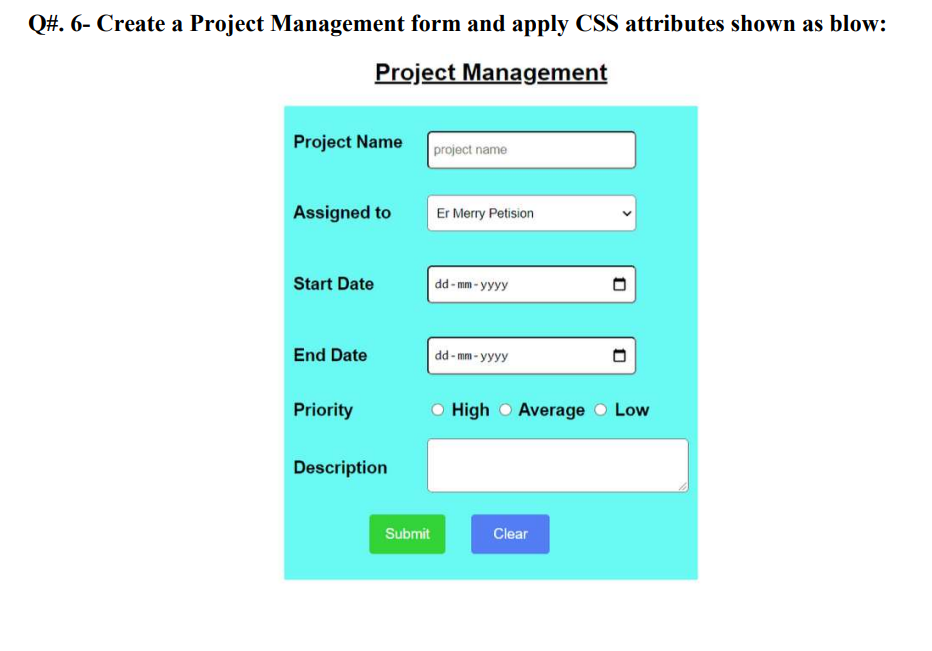 Q#. 6- Create a Project Management form and apply CSS attributes shown as blow:
Project Management
Project Name project name
Assigned to Er Merry Petision
Start Date dd-mm-yyyy
End Date dd-mm-yyyy
Priority High Average Low
Description
Submit Clear